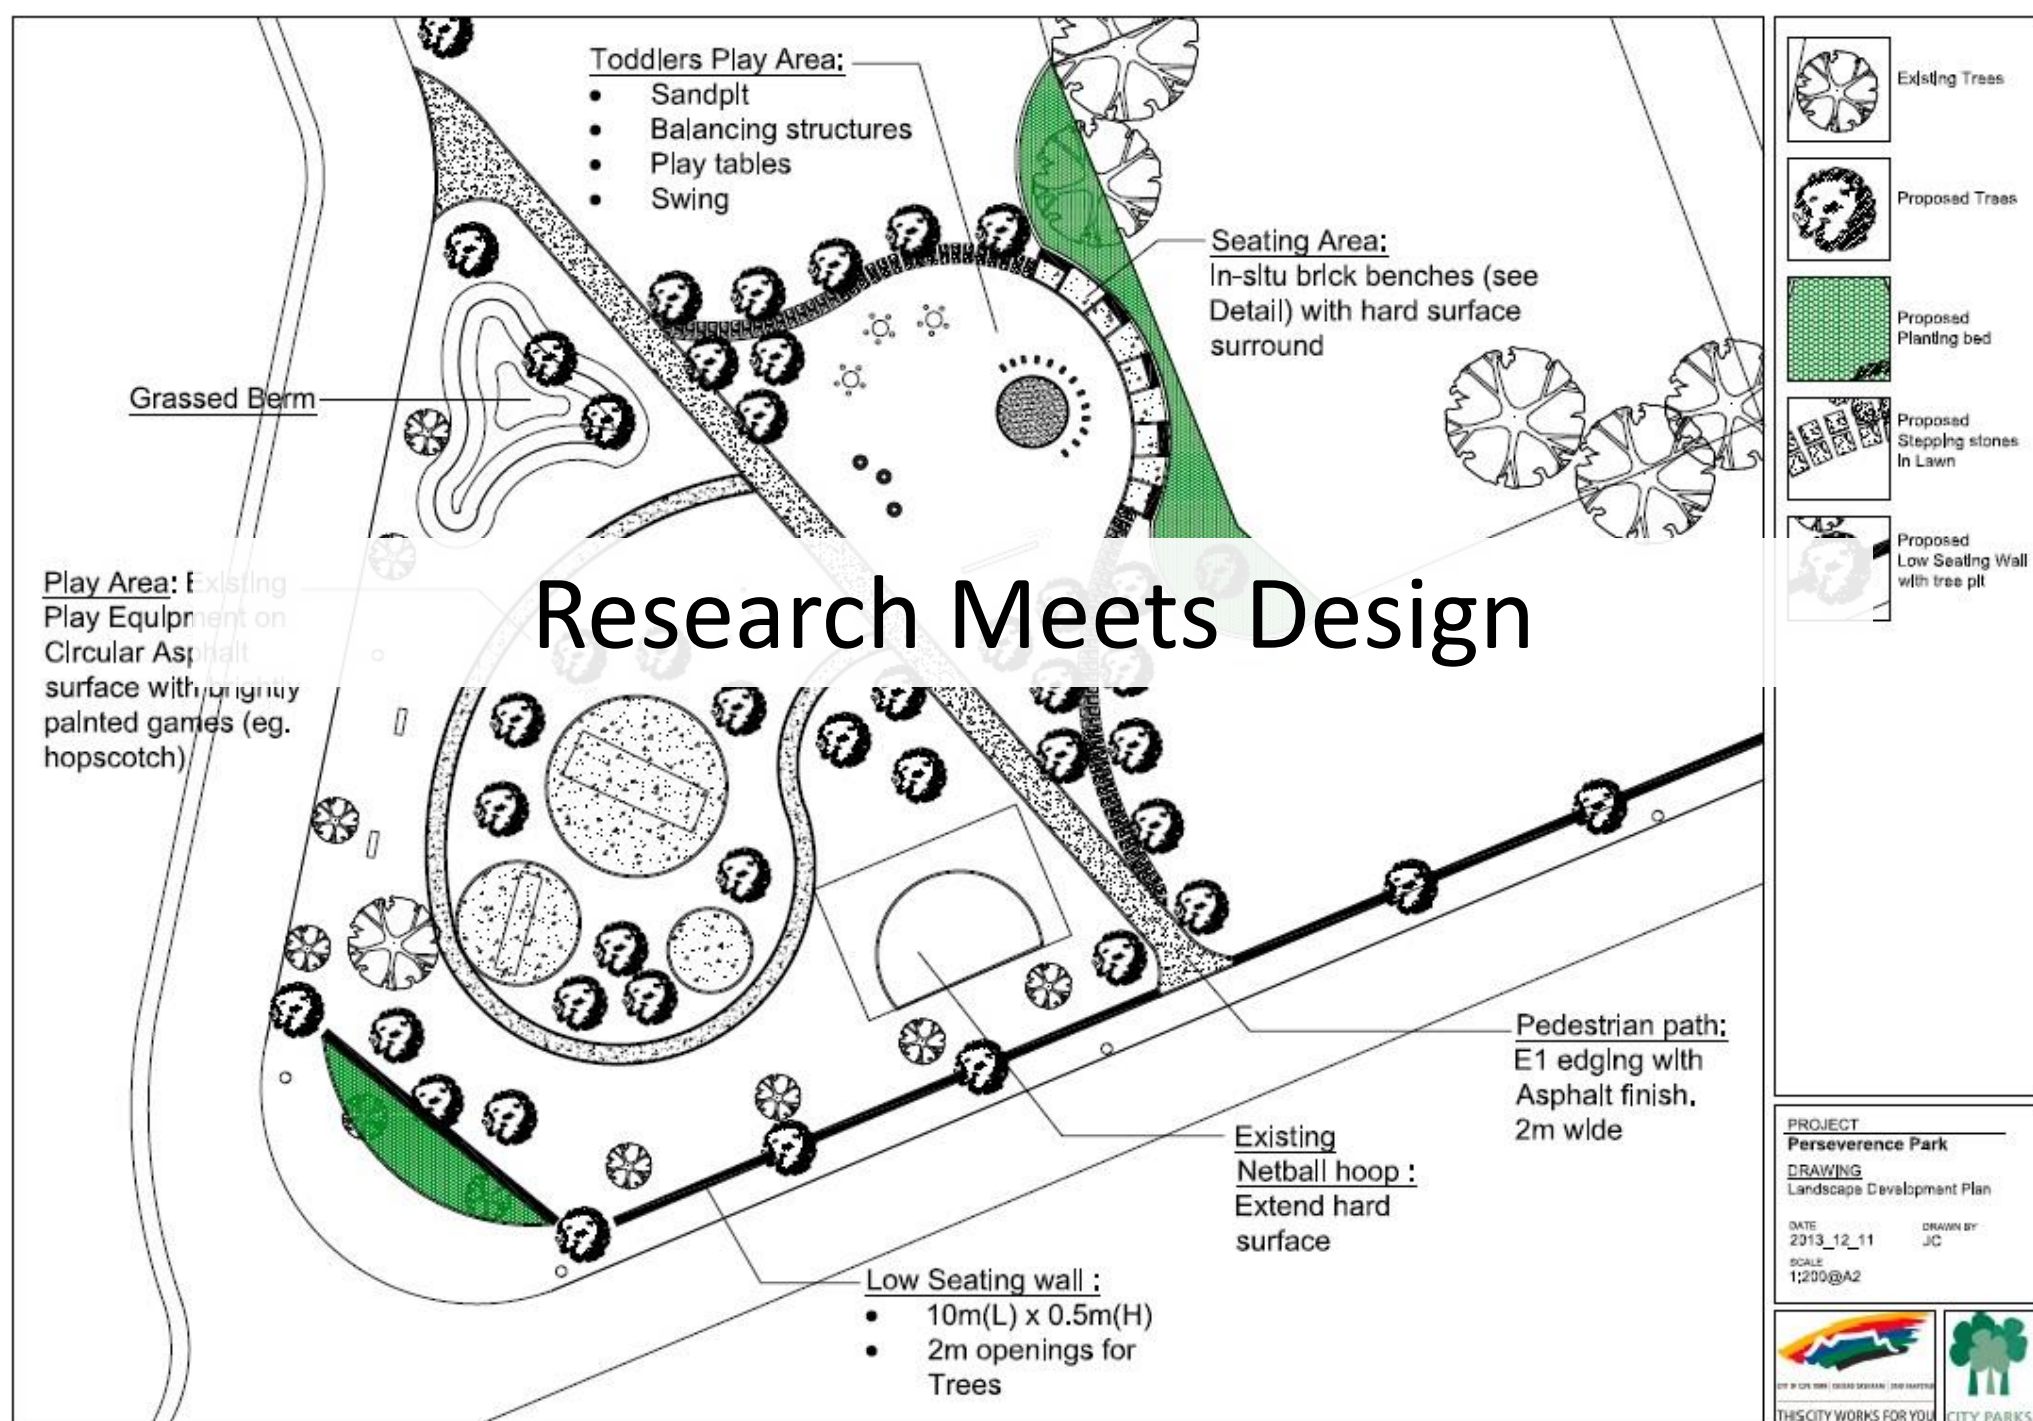 Toddlers Play Area:
• Sandpit
• Balancing structures
• Play tables
• Swing
Seating Area:
In-situ brick benches (see
Detail) with hard surface
surround
Grassed Berm
Play Area: Existing
Play Equipment on
Circular Asphalt
surface with brightly
painted games (eg.
hopscotch)
Research Meets Design
Pedestrian path:
E1 edging with
Asphalt finish.
2m wide
Existing
Netball hoop :
Extend hard
surface
Low Seating wall :
• 10m(L) x 0.5m(H)
• 2m openings for
Trees
Existing Trees
Proposed Trees
Proposed
Planting bed
Proposed
Stepping stones
In Lawn
Proposed
Low Seating Wall
with tree pit
PROJECT
Perseverence Park
DRAWING
Landscape Development Plan
DATE
2013_12_11
DRAWN BY
JC
SCALE
1:200@A2
THIS CITY WORKS FOR YOU
CITY PARKS